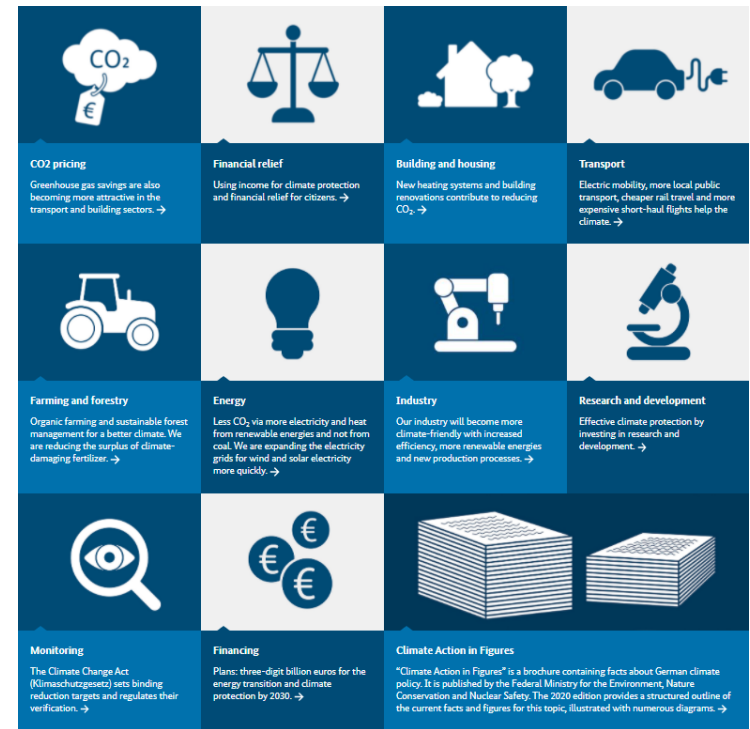 CO₂
€
CO2 pricing
Greenhouse gas savings are also
becoming more attractive in the
transport and building sectors. →
Financial relief
Using income for climate protection
and financial relief for citizens. →
Building and housing
New heating systems and building
renovations contribute to reducing
CO₂. →
Transport
Electric mobility, more local public
transport, cheaper rail travel and more
expensive short-haul flights help the
climate. →
Farming and forestry
Organic farming and sustainable forest
management for a better climate. We
are reducing the surplus of climate-
damaging fertilizer. →
Energy
Less CO₂ via more electricity and heat
from renewable energies and not from
coal. We are expanding the electricity
grids for wind and solar electricity
more quickly. →
Industry
Our industry will become more
climate-friendly with increased
efficiency, more renewable energies
and new production processes. →
Research and development
Effective climate protection by
investing in research and
development. →
€
€
€
Monitoring
The Climate Change Act
(Klimaschutzgesetz) sets binding
reduction targets and regulates their
verification. →
Financing
Plans: three-digit billion euros for the
energy transition and climate
protection by 2030. →
Climate Action in Figures
“Climate Action in Figures” is a brochure containing facts about German climate
policy. It is published by the Federal Ministry for the Environment, Nature
Conservation and Nuclear Safety. The 2020 edition provides a structured outline of
the current facts and figures for this topic, illustrated with numerous diagrams. →